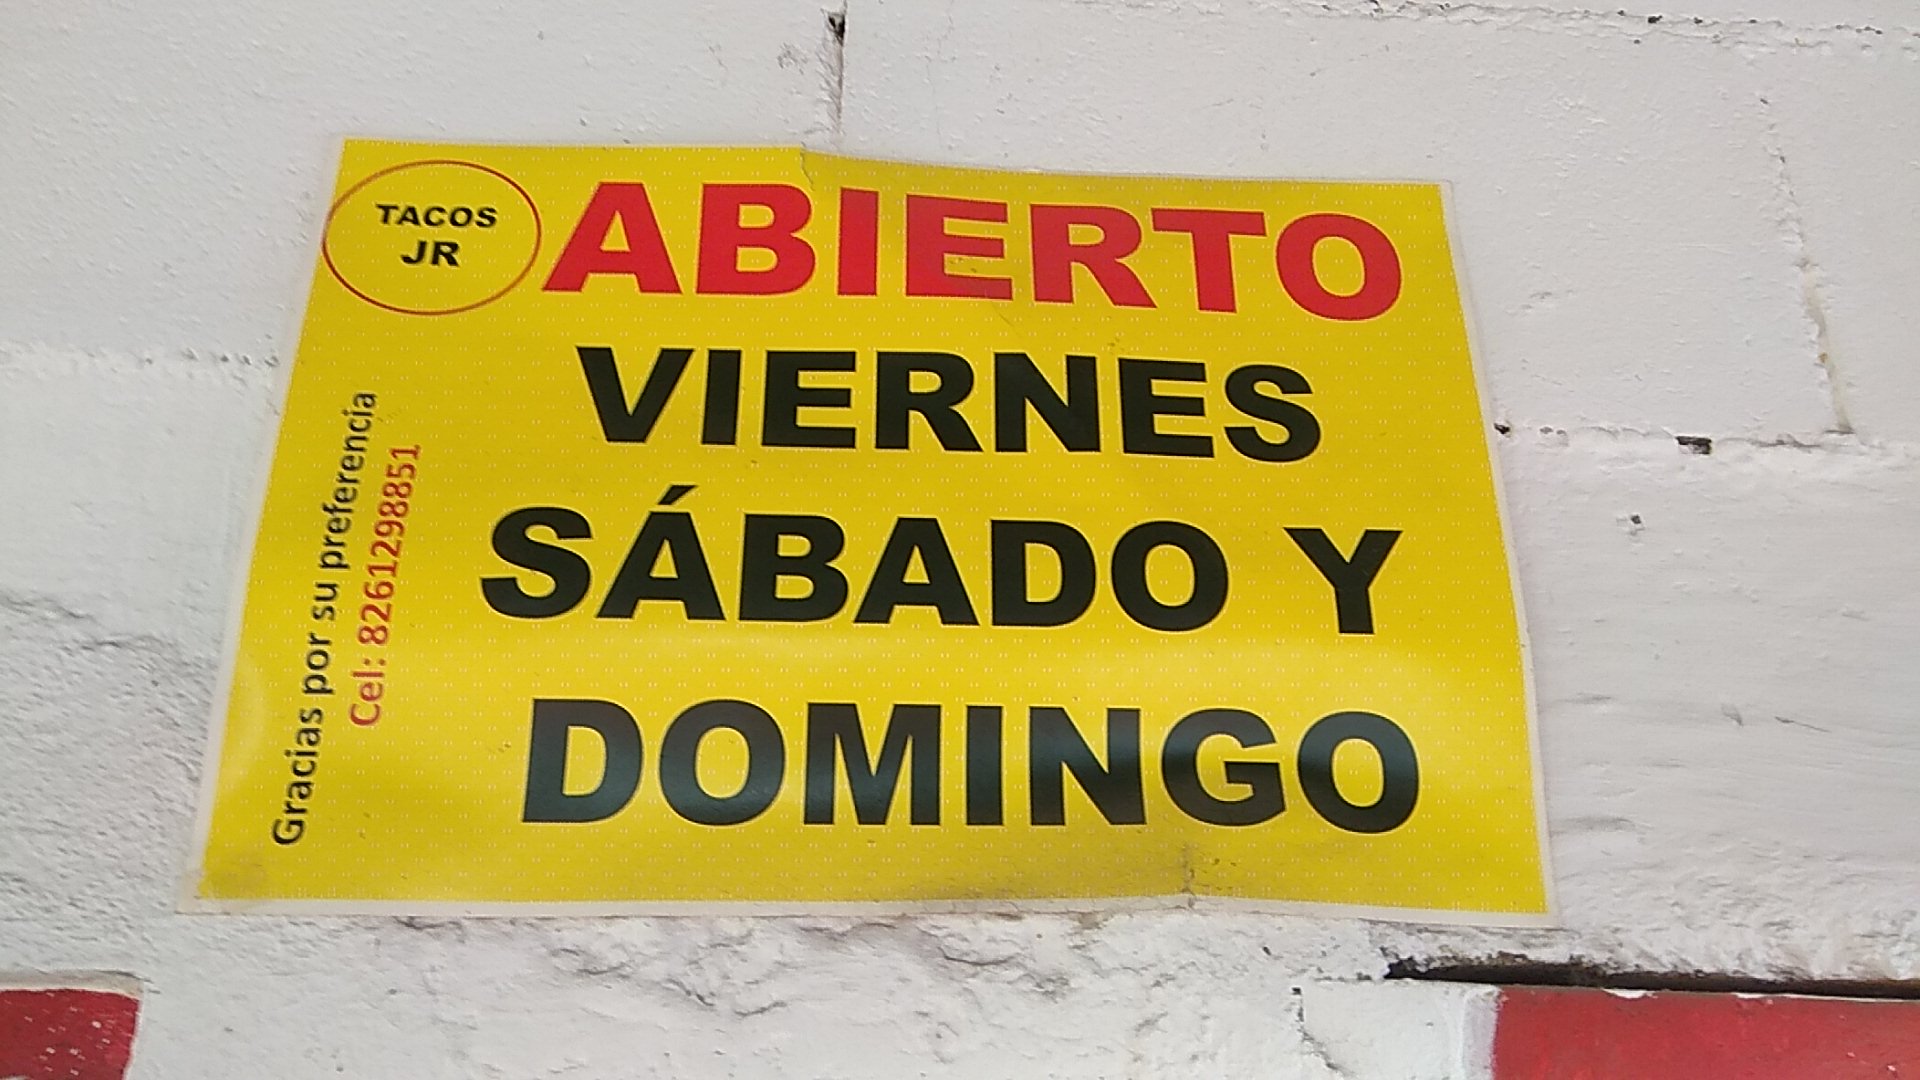 TACOS
JR
ABIERTO
VIERNES
SÁBADO Y
DOMINGO
Gracias por su preferencia
Cel: 8261298851